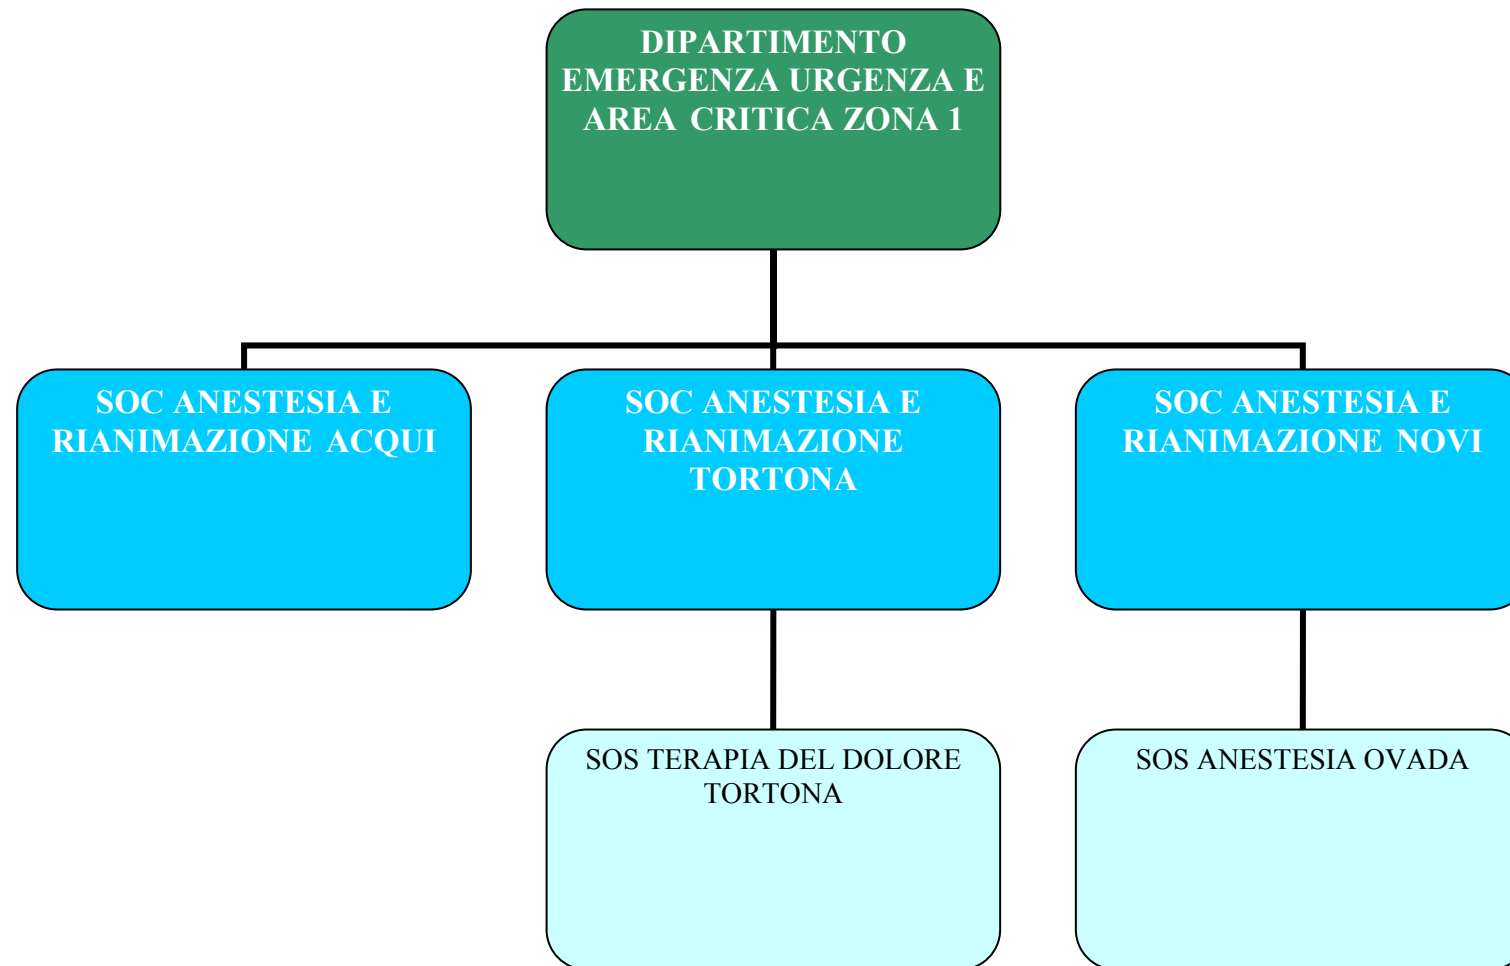 DIPARTIMENTO
EMERGENZA URGENZA E
AREA CRITICA ZONA 1
SOC ANESTESIA E
RIANIMAZIONE ACQUI
SOC ANESTESIA E
RIANIMAZIONE
TORTONA
SOC ANESTESIA E
RIANIMAZIONE NOVI
SOS TERAPIA DEL DOLORE
TORTONA
SOS ANESTESIA OVADA